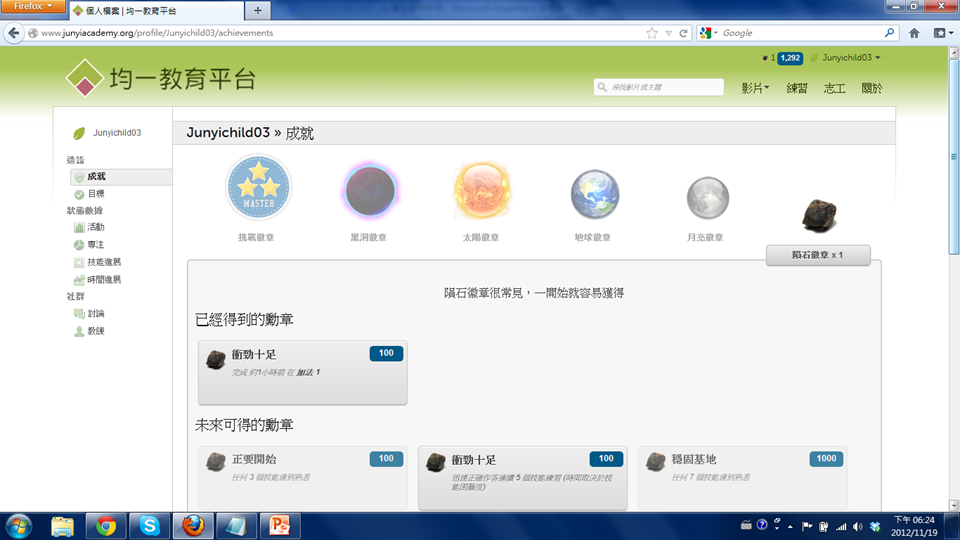 Firefox
個人檔案 | 均一教育平台
www.junyiacademy.org/profile/Junyichild03/achievements
Google
1 1,292 Junyichild03
均一教育平台
尋找影片或主題
影片 練習 志工 關於
Junyichild03
造詣
成就
目標
狀態數據
活動
專注
技能進展
時間進展
社群
討論
教練
Junyichild03 » 成就
MASTER
挑戰徽章
黑洞徽章
太陽徽章
地球徽章
月亮徽章
隕石徽章 x 1
隕石徽章很常見，一開始就容易獲得
已經得到的勳章
衝勁十足 100
完成 約1小時前 在 加法 1
未來可得的勳章
正要開始 100
任何 3 個技能達到熟悉
衝勁十足 100
迅速正確作答連續 5 個技能練習 (時間取決於技能困難度)
穩固基地 1000
任何 7 個技能達到熟悉
下午 06:24
2012/11/19